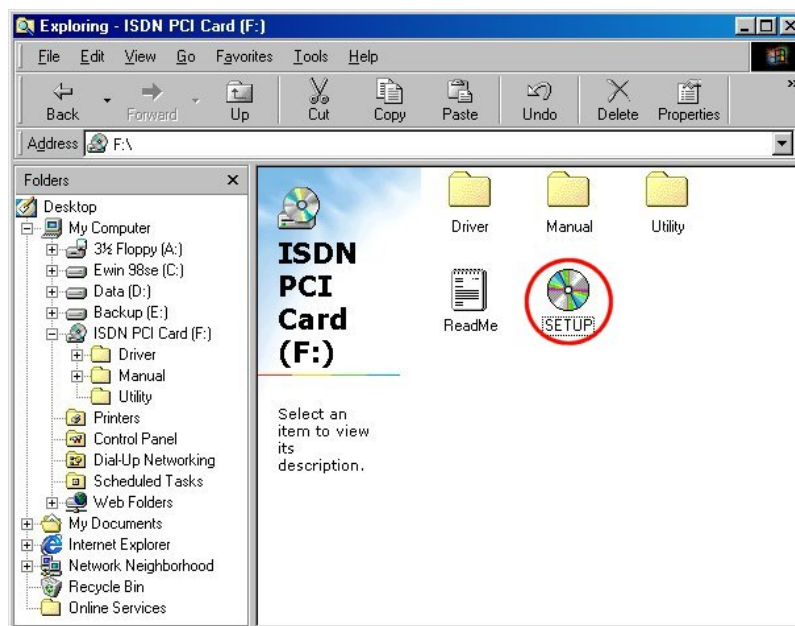 Exploring - ISDN PCI Card (F:)
File Edit View Go Favorites Tools Help
Back Forward Up Cut Copy Paste Undo Delete Properties »
Address F:\
Folders
Desktop
My Computer
3½ Floppy (A:)
Ewin 98se (C:)
Data (D:)
Backup (E:)
ISDN PCI Card (F:)
Driver
Manual
Utility
Printers
Control Panel
Dial-Up Networking
Scheduled Tasks
Web Folders
My Documents
Internet Explorer
Network Neighborhood
Recycle Bin
Online Services
ISDN
PCI
Card
(F:)
Select an
item to view
its
description.
Driver Manual Utility
ReadMe SETUP